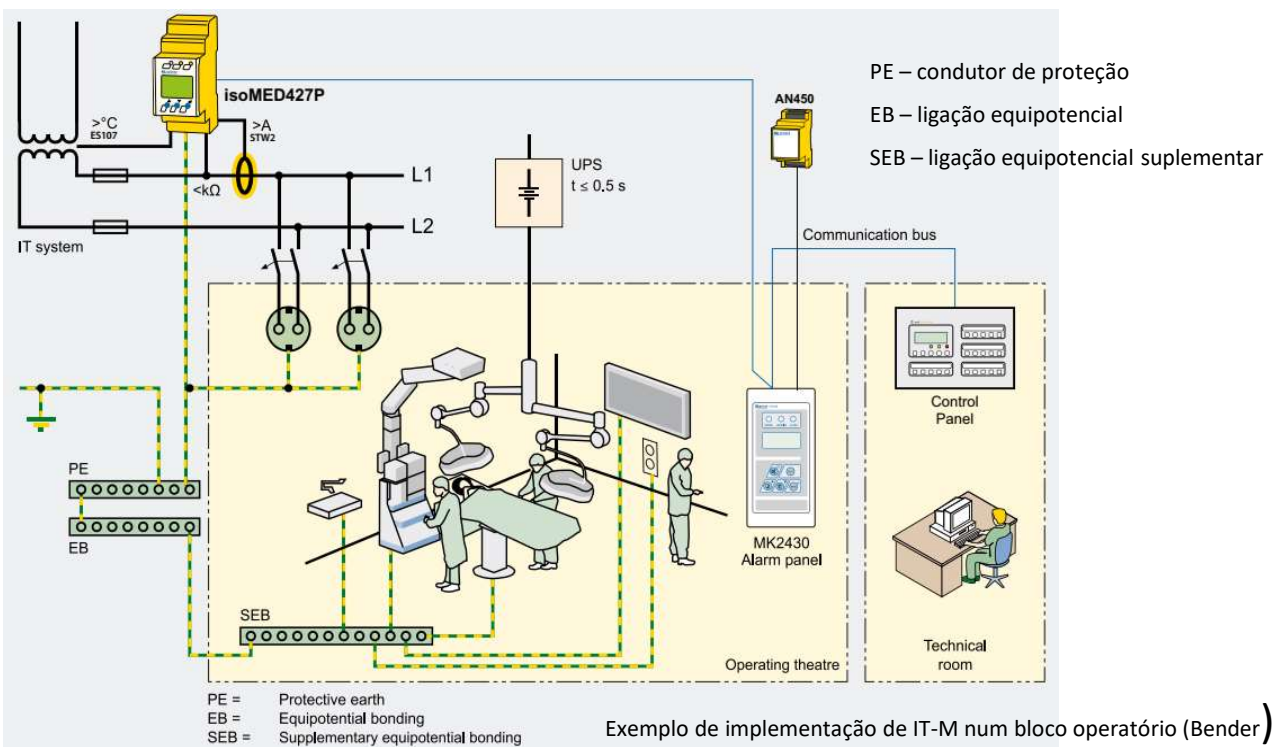 isoMED427P
>°C
ES107
>A
STW2
<kΩ
L1
L2
IT system
UPS
t ≤ 0.5 s
AN450
PE – condutor de proteção
EB – ligação equipotencial
SEB – ligação equipotencial suplementar
Communication bus
Control
Panel
PE
EB
MK2430
Alarm panel
SEB
Operating theatre
Technical
room
PE = Protective earth
EB = Equipotential bonding
SEB = Supplementary equipotential bonding
Exemplo de implementação de IT-M num bloco operatório (Bender)